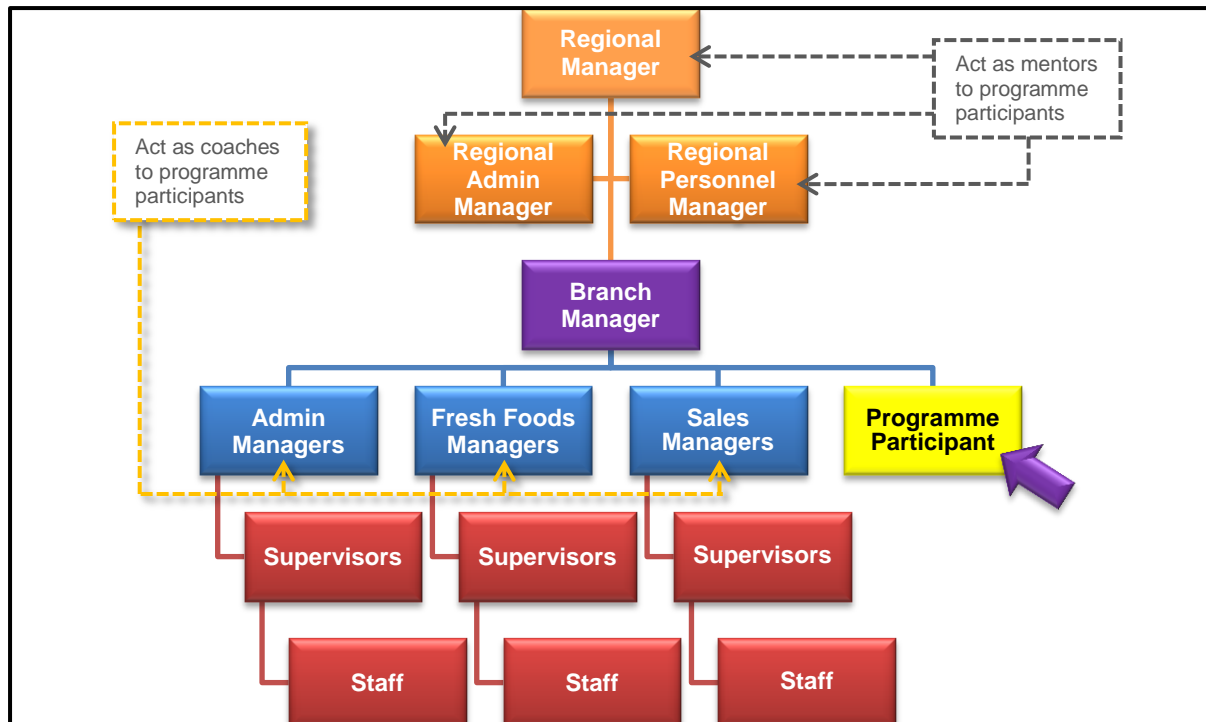 Regional
Manager
Act as mentors
to programme
participants
Act as coaches
to programme
participants
Regional
Admin
Manager
Regional
Personnel
Manager
Branch
Manager
Admin
Managers
Fresh Foods
Managers
Sales
Managers
Programme
Participant
Supervisors
Supervisors
Supervisors
Staff
Staff
Staff